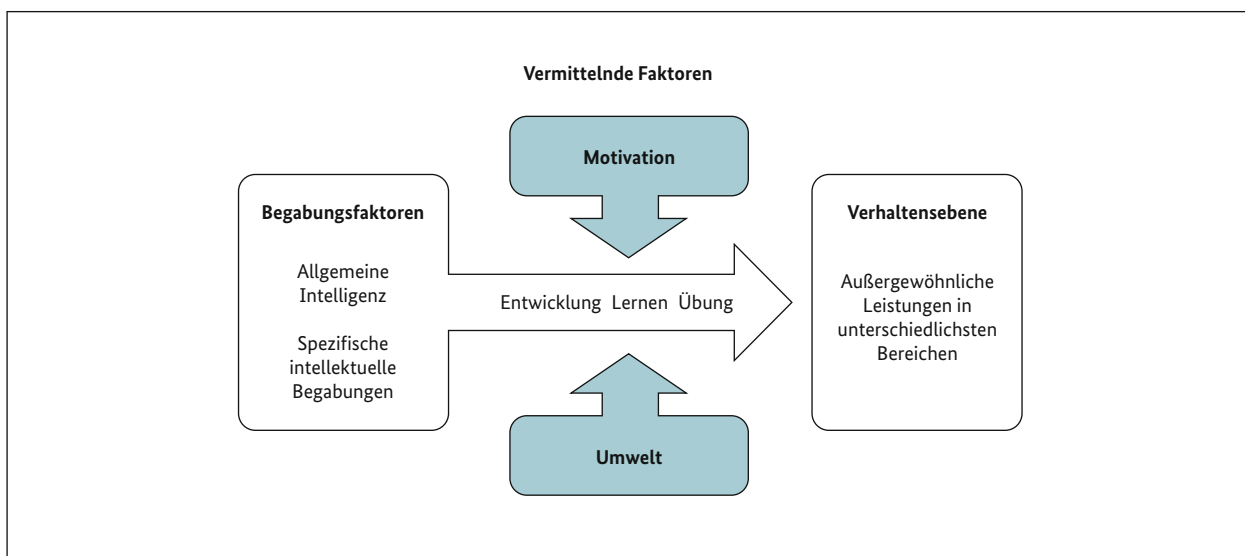 Vermittelnde Faktoren
Motivation
Begabungsfaktoren
Allgemeine
Intelligenz
Spezifische
intellektuelle
Begabungen
Entwicklung Lernen Übung
Verhaltensebene
Außergewöhnliche
Leistungen in
unterschiedlichsten
Bereichen
Umwelt